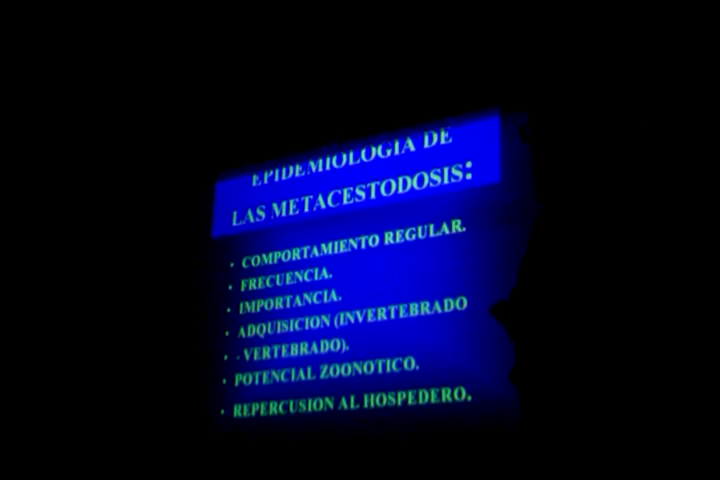 EPIDEMIOLOGIA DE
LAS METACESTODOSIS:
• COMPORTAMIENTO REGULAR.
• FRECUENCIA.
• IMPORTANCIA.
• ADQUISICION (INVERTEBRADO
• - VERTEBRADO).
• POTENCIAL ZOONOTICO.
• REPERCUSION AL HOSPEDERO.